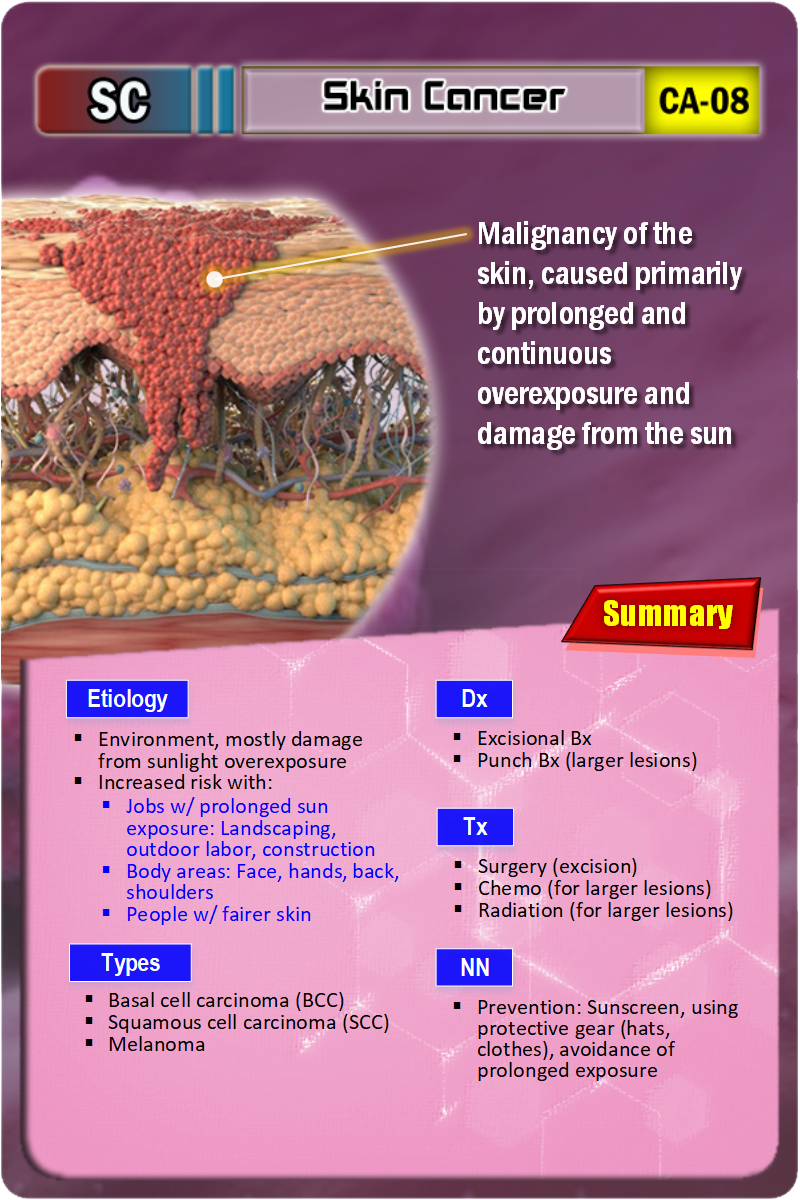 SC
Skin Cancer
CA-08
Malignancy of the
skin, caused primarily
by prolonged and
continuous
overexposure and
damage from the sun
Summary
Etiology
▪ Environment, mostly damage
from sunlight overexposure
▪ Increased risk with:
▪ Jobs w/ prolonged sun
exposure: Landscaping,
outdoor labor, construction
▪ Body areas: Face, hands, back,
shoulders
▪ People w/ fairer skin
Types
▪ Basal cell carcinoma (BCC)
▪ Squamous cell carcinoma (SCC)
▪ Melanoma
Dx
▪ Excisional Bx
▪ Punch Bx (larger lesions)
Tx
▪ Surgery (excision)
▪ Chemo (for larger lesions)
▪ Radiation (for larger lesions)
NN
▪ Prevention: Sunscreen, using
protective gear (hats,
clothes), avoidance of
prolonged exposure